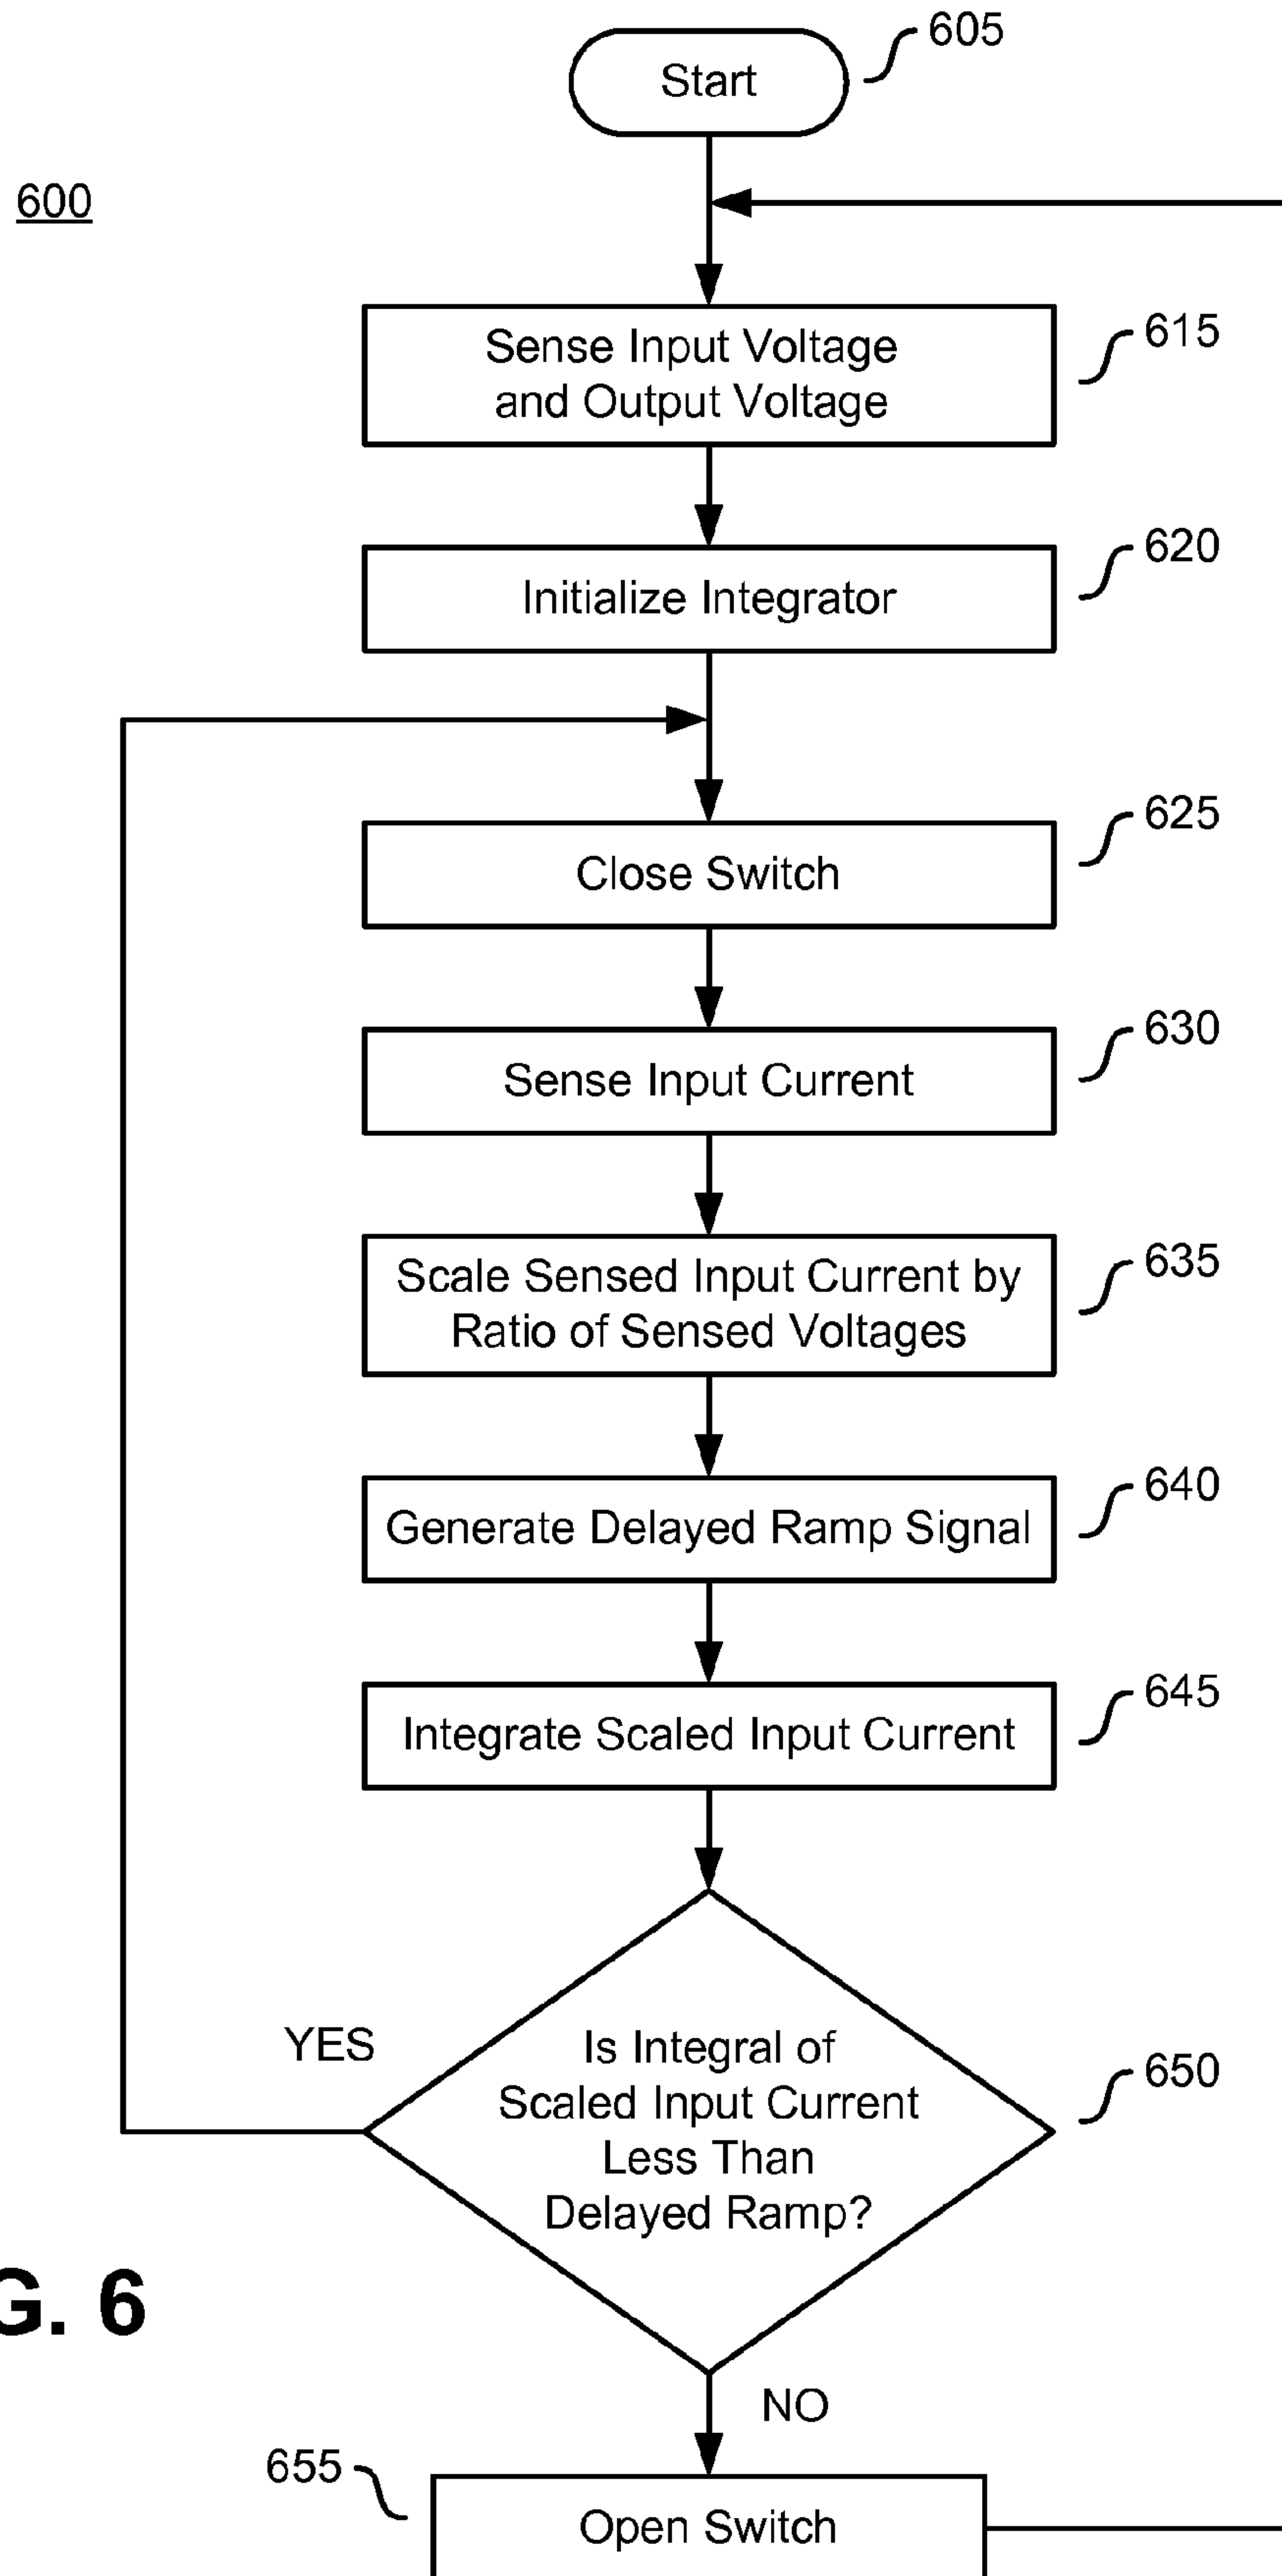 605
Start
600
Sense Input Voltage
and Output Voltage
615
Initialize Integrator
620
Close Switch
625
Sense Input Current
630
Scale Sensed Input Current by
Ratio of Sensed Voltages
635
Generate Delayed Ramp Signal
640
Integrate Scaled Input Current
645
YES
Is Integral of
Scaled Input Current
Less Than
Delayed Ramp?
650
G. 6
NO
655
Open Switch